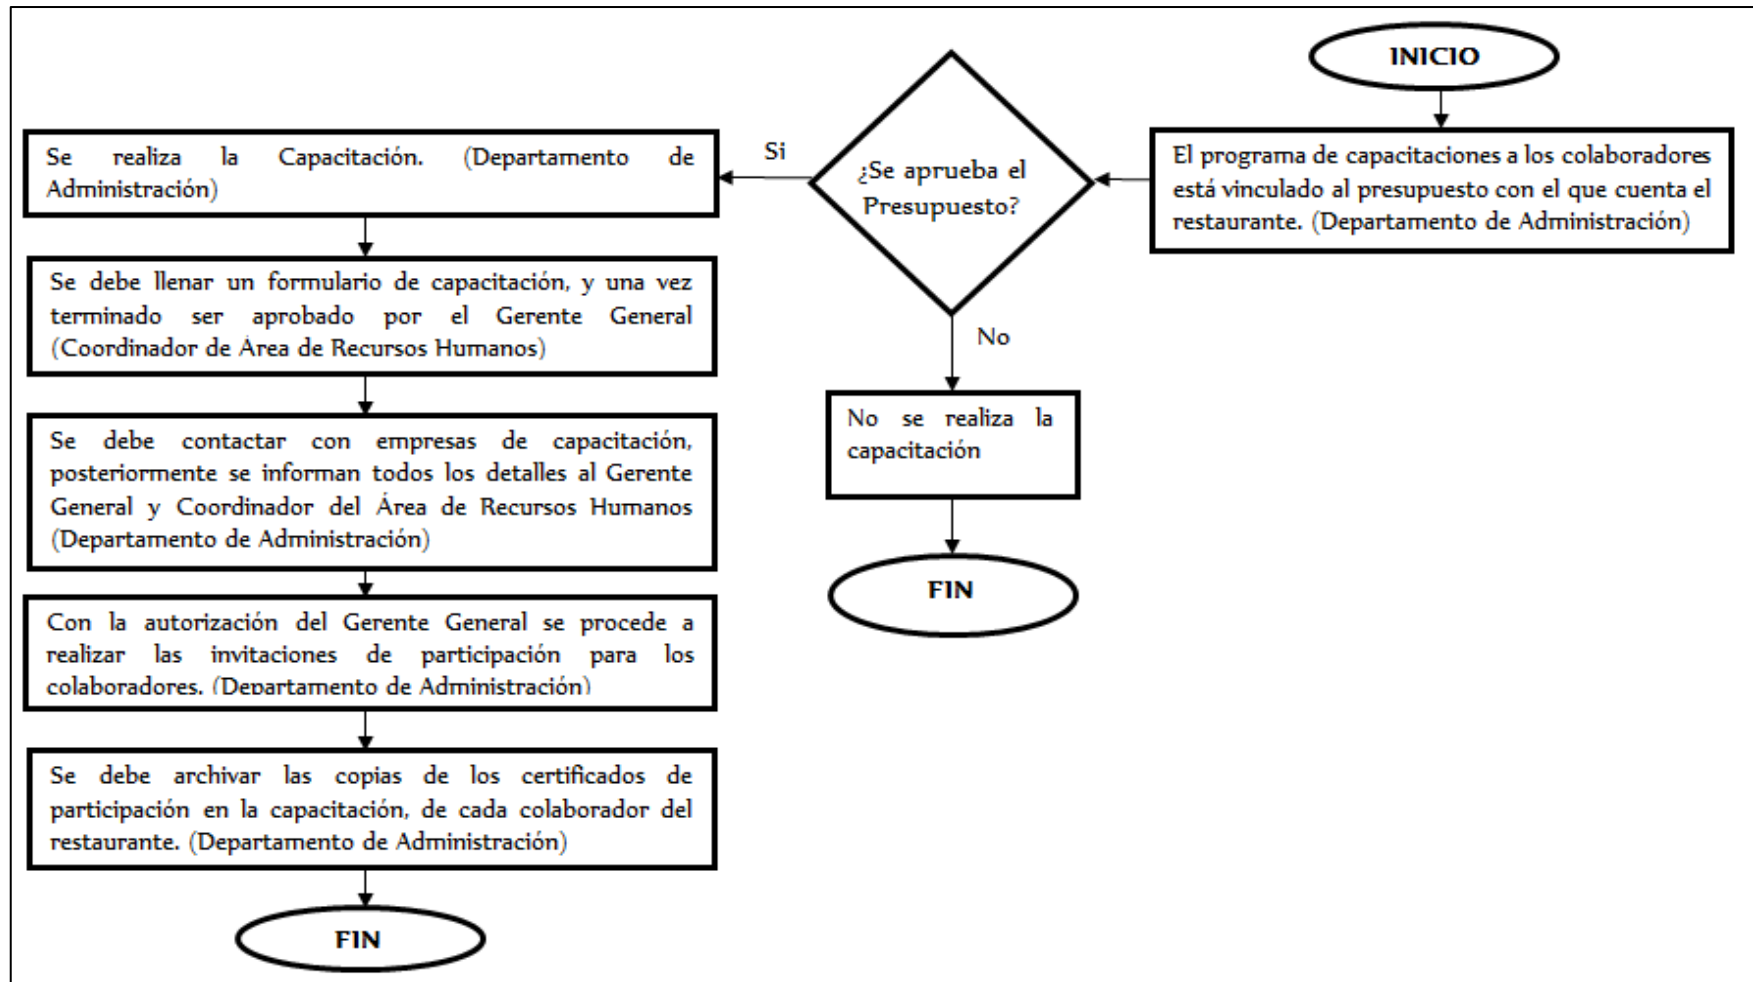 INICIO
El programa de capacitaciones a los colaboradores
está vinculado al presupuesto con el que cuenta el
restaurante. (Departamento de Administración)
¿Se aprueba el
Presupuesto?
Si
No
Se realiza la Capacitación. (Departamento de
Administración)
Se debe llenar un formulario de capacitación, y una vez
terminado ser aprobado por el Gerente General
(Coordinador de Área de Recursos Humanos)
Se debe contactar con empresas de capacitación,
posteriormente se informan todos los detalles al Gerente
General y Coordinador del Área de Recursos Humanos
(Departamento de Administración)
Con la autorización del Gerente General se procede a
realizar las invitaciones de participación para los
colaboradores. (Departamento de Administración)
Se debe archivar las copias de los certificados de
participación en la capacitación, de cada colaborador del
restaurante. (Departamento de Administración)
FIN
No se realiza la
capacitación
FIN